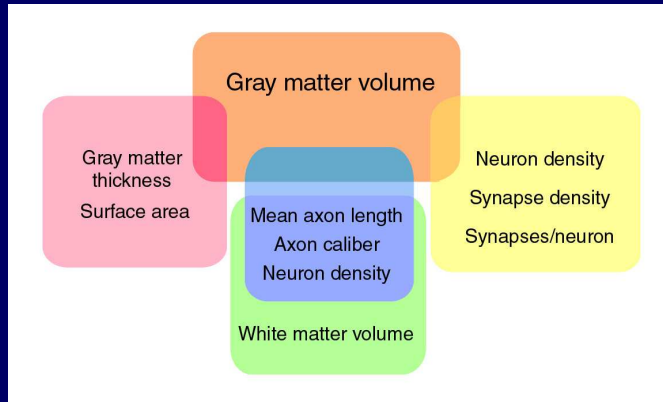 Gray matter volume
Gray matter
thickness
Surface area
Mean axon length
Axon caliber
Neuron density
White matter volume
Neuron density
Synapse density
Synapses/neuron